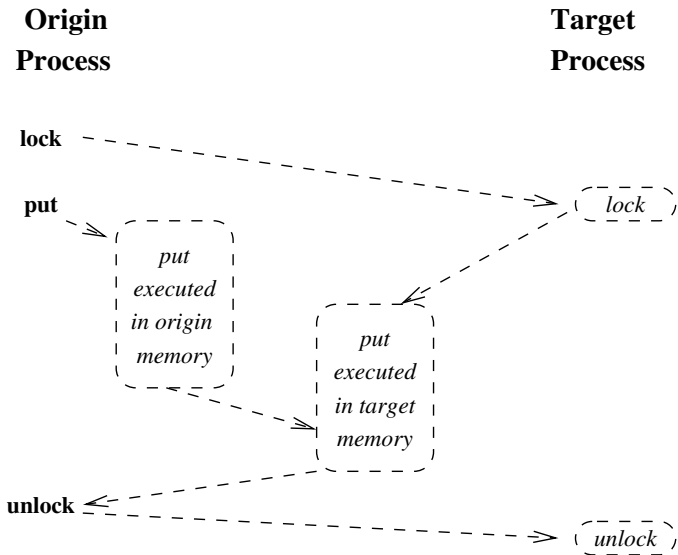 Origin
Process
Target
Process
lock
put
lock
put
executed
in origin
memory
put
executed
in target
memory
unlock
unlock